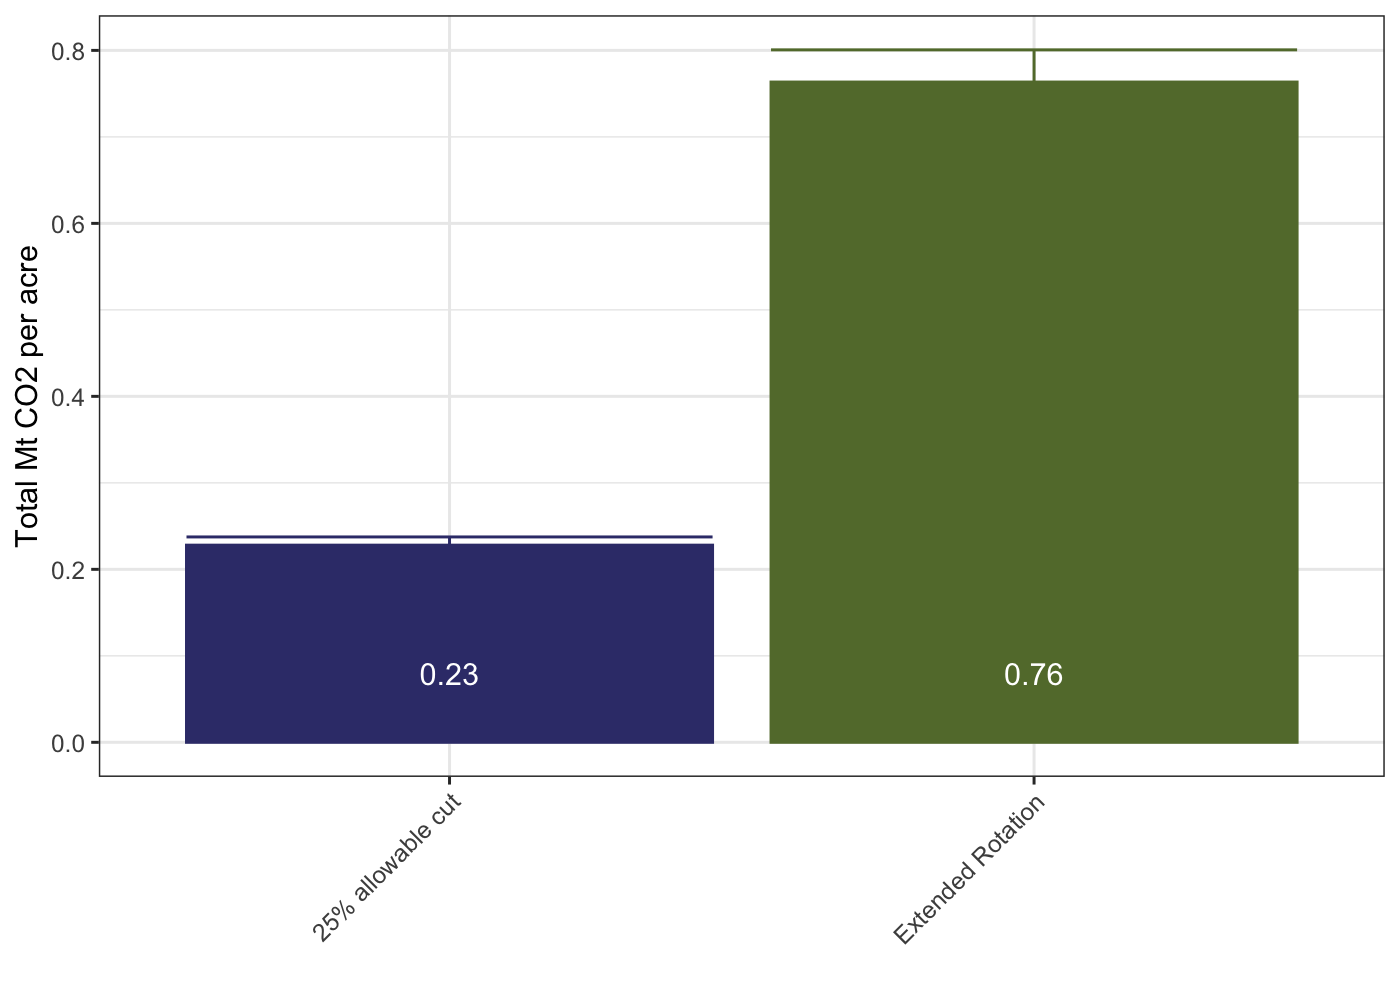 Total Mt CO2 per acre
0.8
0.6
0.4
0.2
0.0
0.23
0.76
25% allowable cut
Extended Rotation